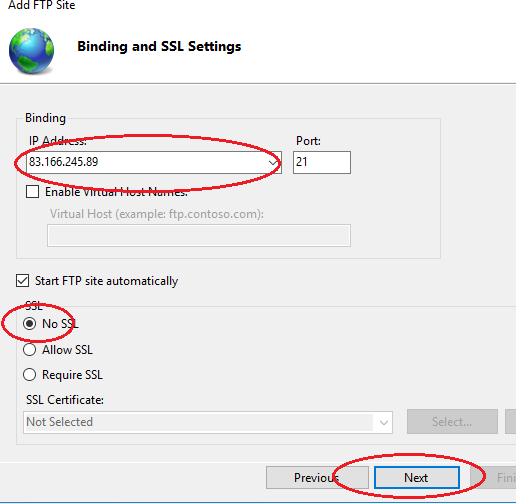 Add FTP Site
Binding and SSL Settings
Binding
IP Address:
Port:
83.166.245.89
21
Enable Virtual Host Names:
Virtual Host (example: ftp.contoso.com):
Start FTP site automatically
SSL
No SSL
Allow SSL
Require SSL
SSL Certificate:
Not Selected
Select...
Previous
Next